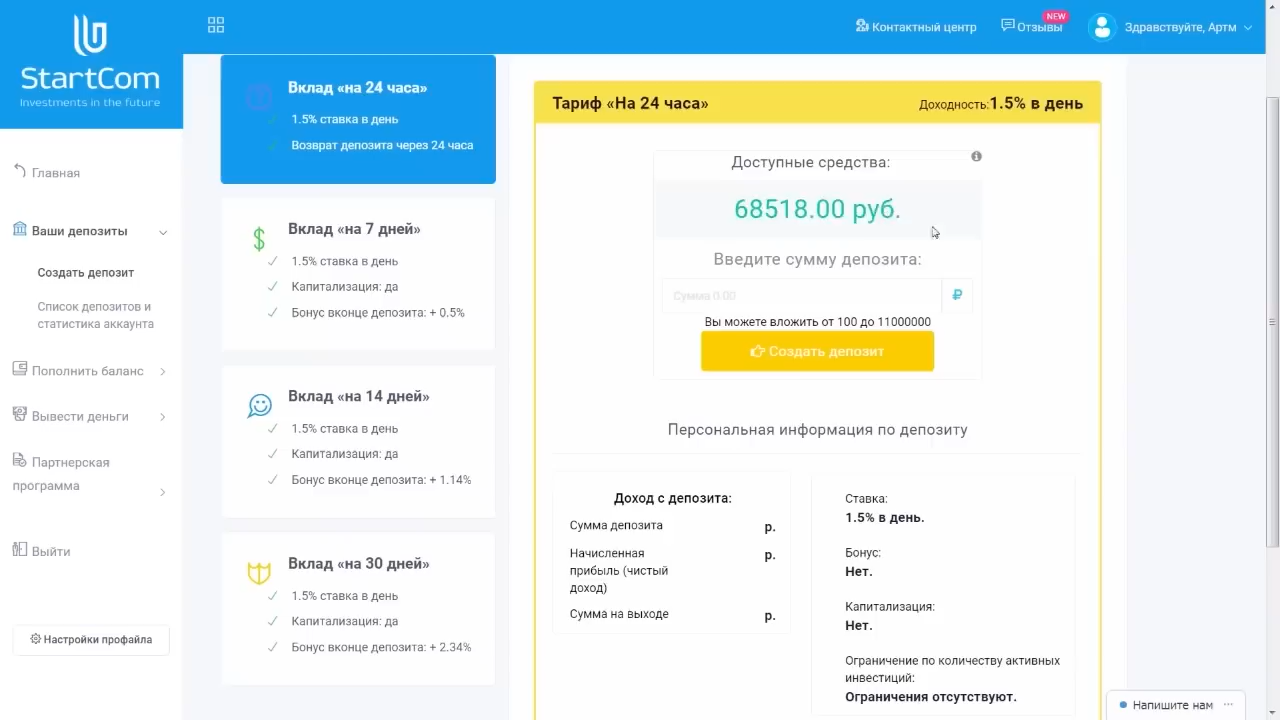 StartCom
Investments in the future
Контактный центр
Отзывы
NEW
Здравствуйте, Артм
Главная
Ваши депозиты
Создать депозит
Список депозитов и
статистика аккаунта
Пополнить баланс
Вывести деньги
Партнерская
программа
Выйти
Настройки профиля
Вклад «на 24 часа»
1.5% ставка в день
Возврат депозита через 24 часа
Вклад «на 7 дней»
1.5% ставка в день
Капитализация: да
Бонус вконце депозита: + 0.5%
Вклад «на 14 дней»
1.5% ставка в день
Капитализация: да
Бонус вконце депозита: + 1.14%
Вклад «на 30 дней»
1.5% ставка в день
Капитализация: да
Бонус вконце депозита: + 2.34%
Тариф «На 24 часа»
Доходность:1.5% в день
Доступные средства:
68518.00 руб.
Введите сумму депозита:
Сумма 0.00 ₽
Вы можете вложить от 100 до 11000000
Создать депозит
Персональная информация по депозиту
Доход с депозита:
Сумма депозита р.
Начисленная
прибыль (чистый р.
доход)
Сумма на выходе р.
Ставка:
1.5% в день.
Бонус:
Нет.
Капитализация:
Нет.
Ограничение по количеству активных
инвестиций:
Ограничения отсутствуют.
Напишите нам